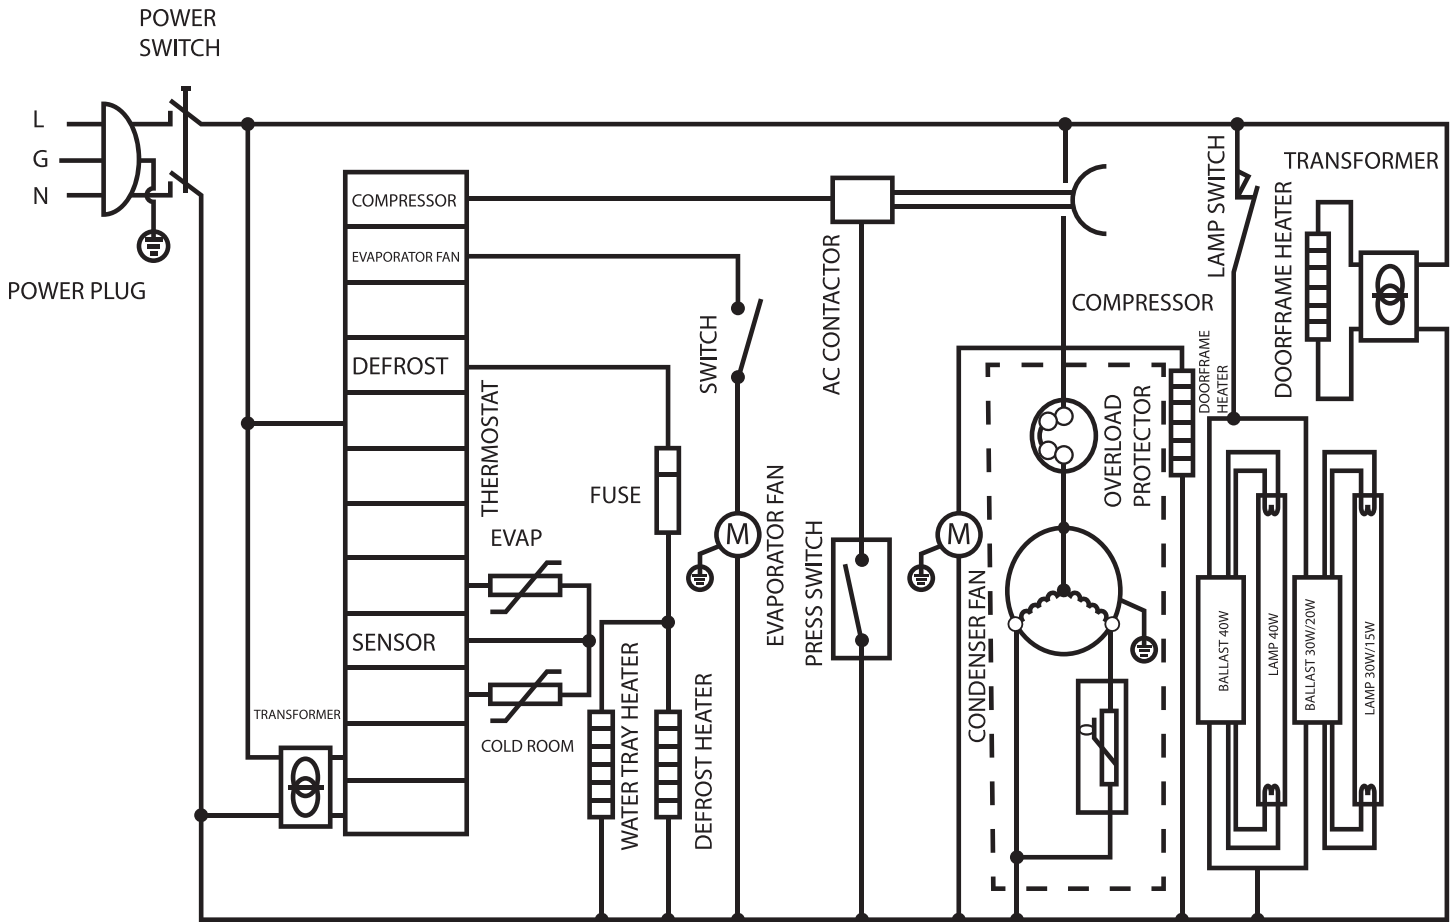 POWER
SWITCH
L
G
N
POWER PLUG
COMPRESSOR
EVAPORATOR FAN
DEFROST
SENSOR
THERMOSTAT
TRANSFORMER
EVAP
COLD ROOM
FUSE
WATER TRAY HEATER
DEFROST HEATER
SWITCH
M
EVAPORATOR FAN
AC CONTACTOR
PRESS SWITCH
M
CONDENSER FAN
COMPRESSOR
OVERLOAD
PROTECTOR
DOORFRAME
HEATER
LAMP SWITCH
TRANSFORMER
DOORFRAME HEATER
BALLAST 40W
LAMP 40W
BALLAST 30W/20W
LAMP 30W/15W